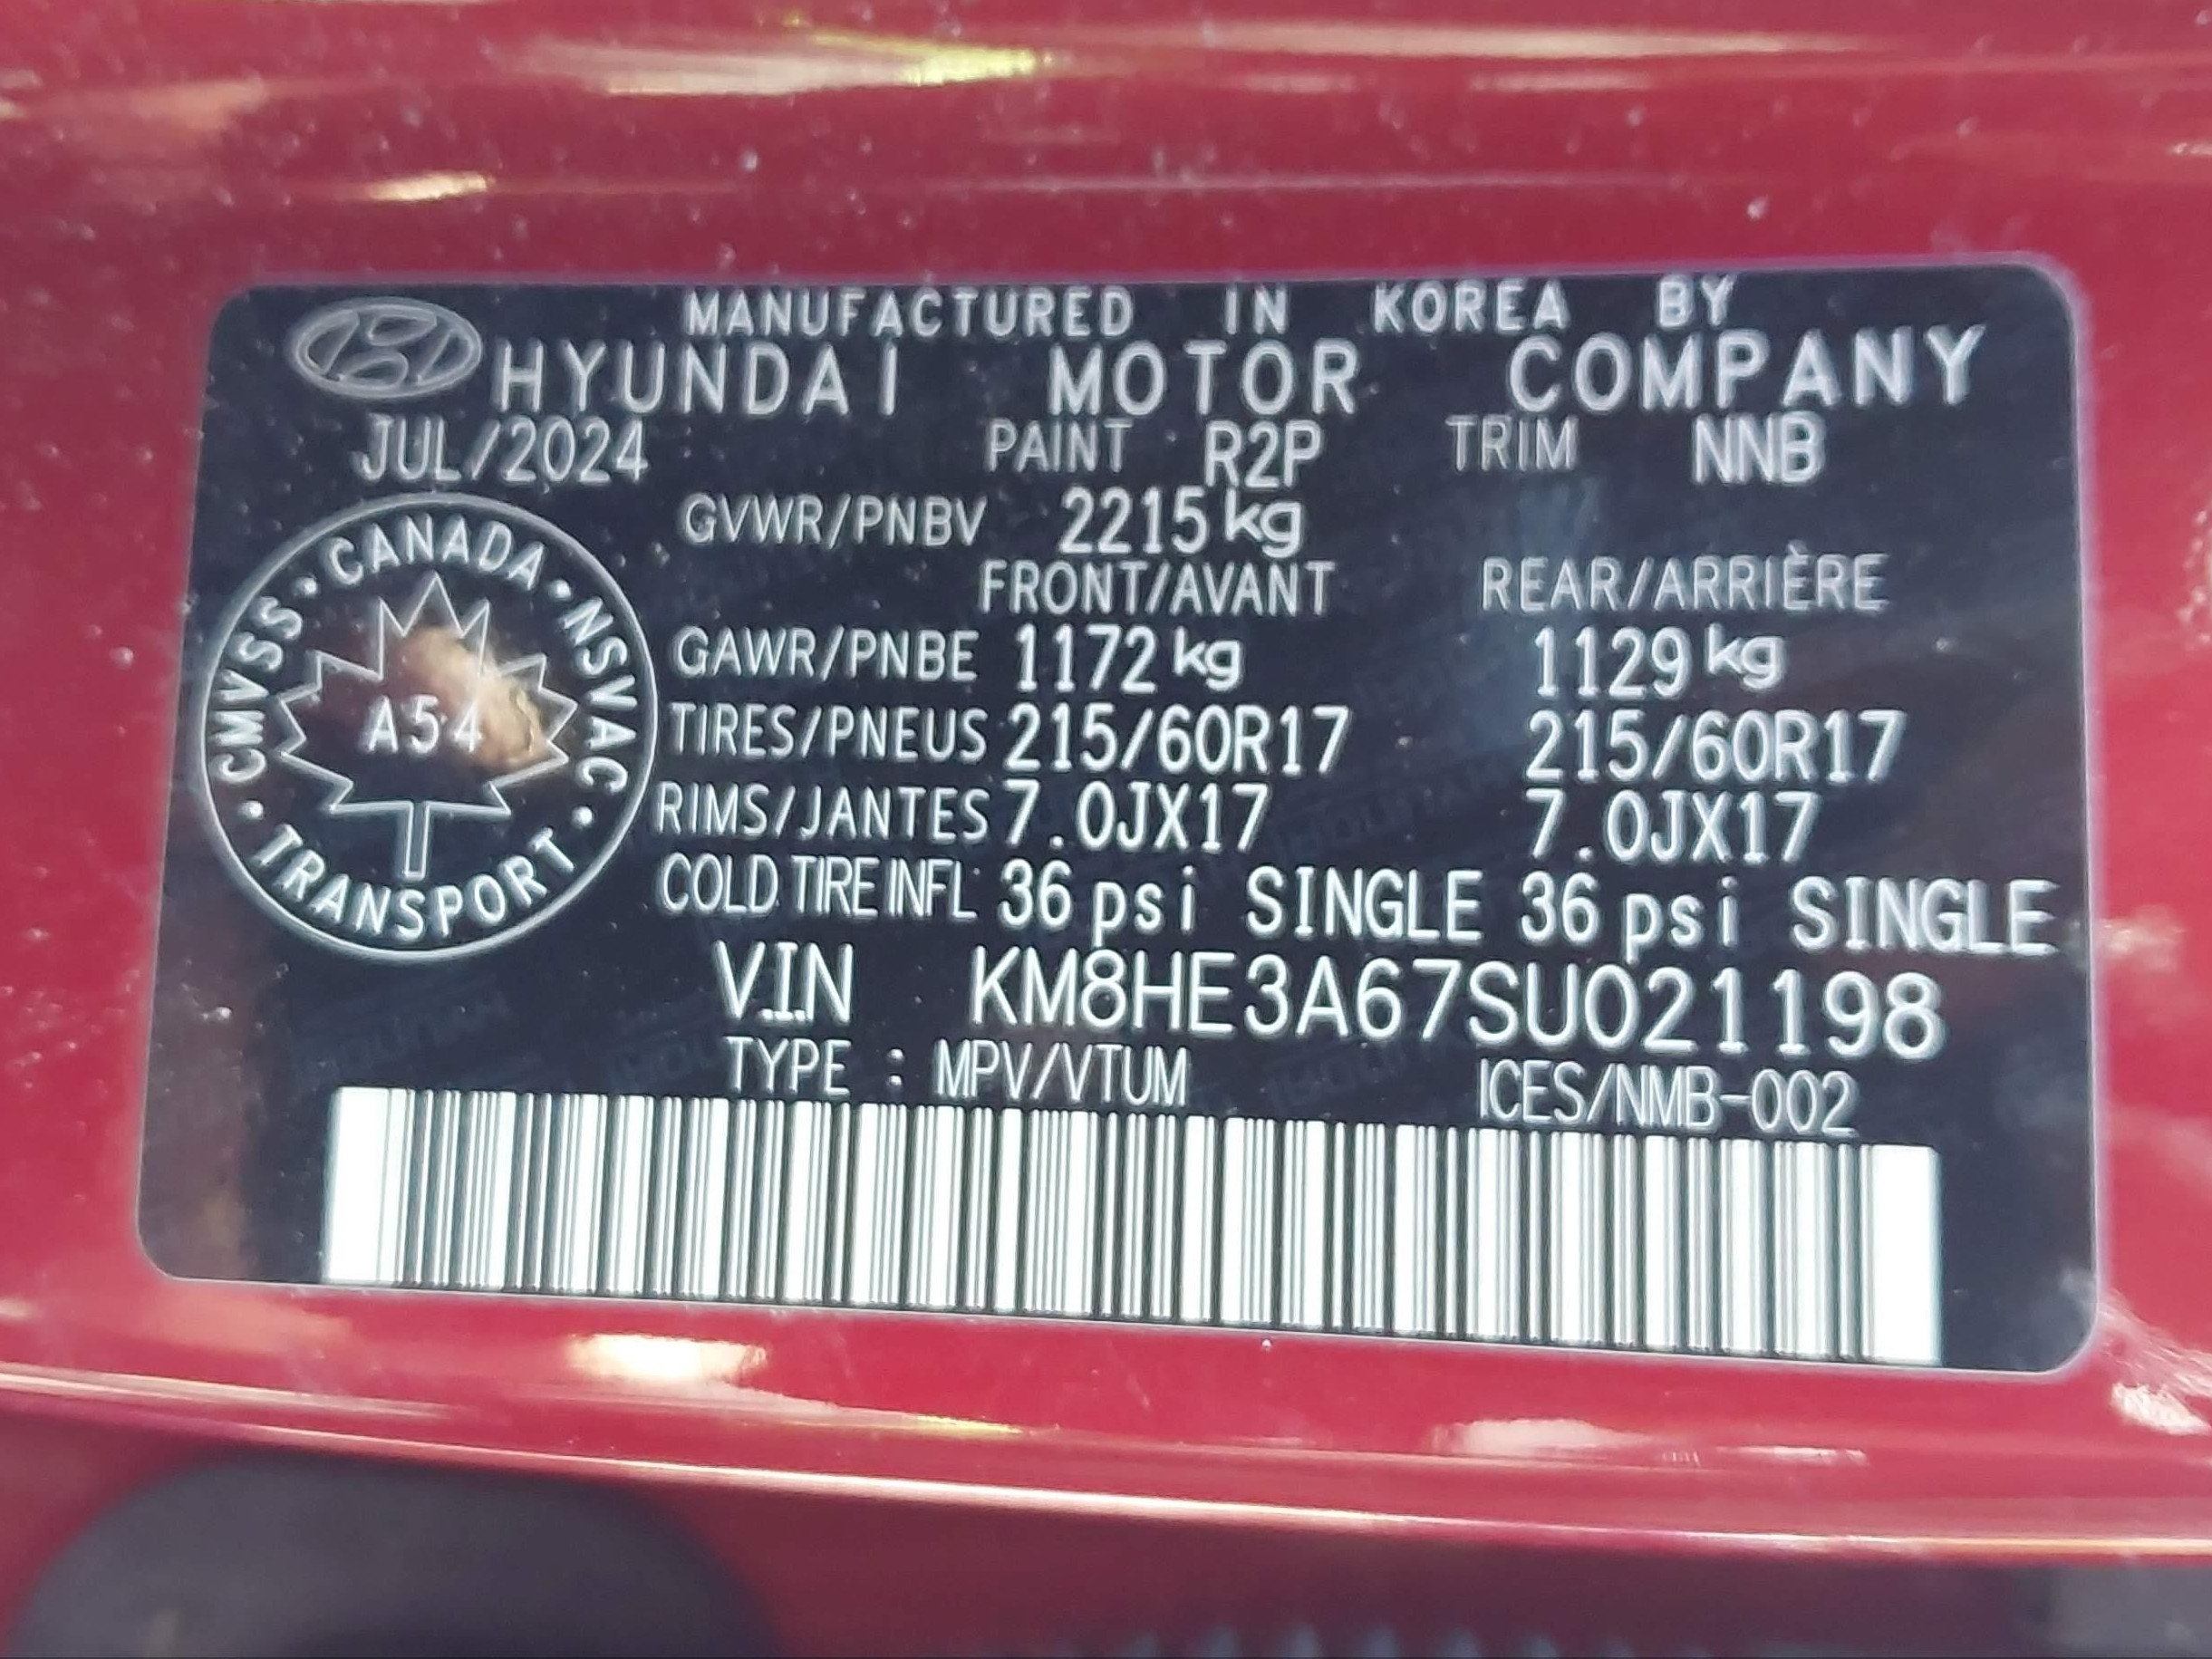 MANUFACTURED IN KOREA BY
HYUNDAI MOTOR COMPANY
JUL/2024 PAINT R2P TRIM NNB
GVWR/PNBV 2215 kg
FRONT/AVANT REAR/ARRIÈRE
GAWR/PNBE 1172 kg 1129 kg
TIRES/PNEUS 215/60R17 215/60R17
RIMS/JANTES 7.0JX17 7.0JX17
COLD TIRE INFL 36 psi SINGLE 36 psi SINGLE
V.I.N KM8HE3A67SU021198
TYPE : MPV/VTUM ICES/NMB-002
CMVSS · CANADA · NSVAC · TRANSPORT ·
A54